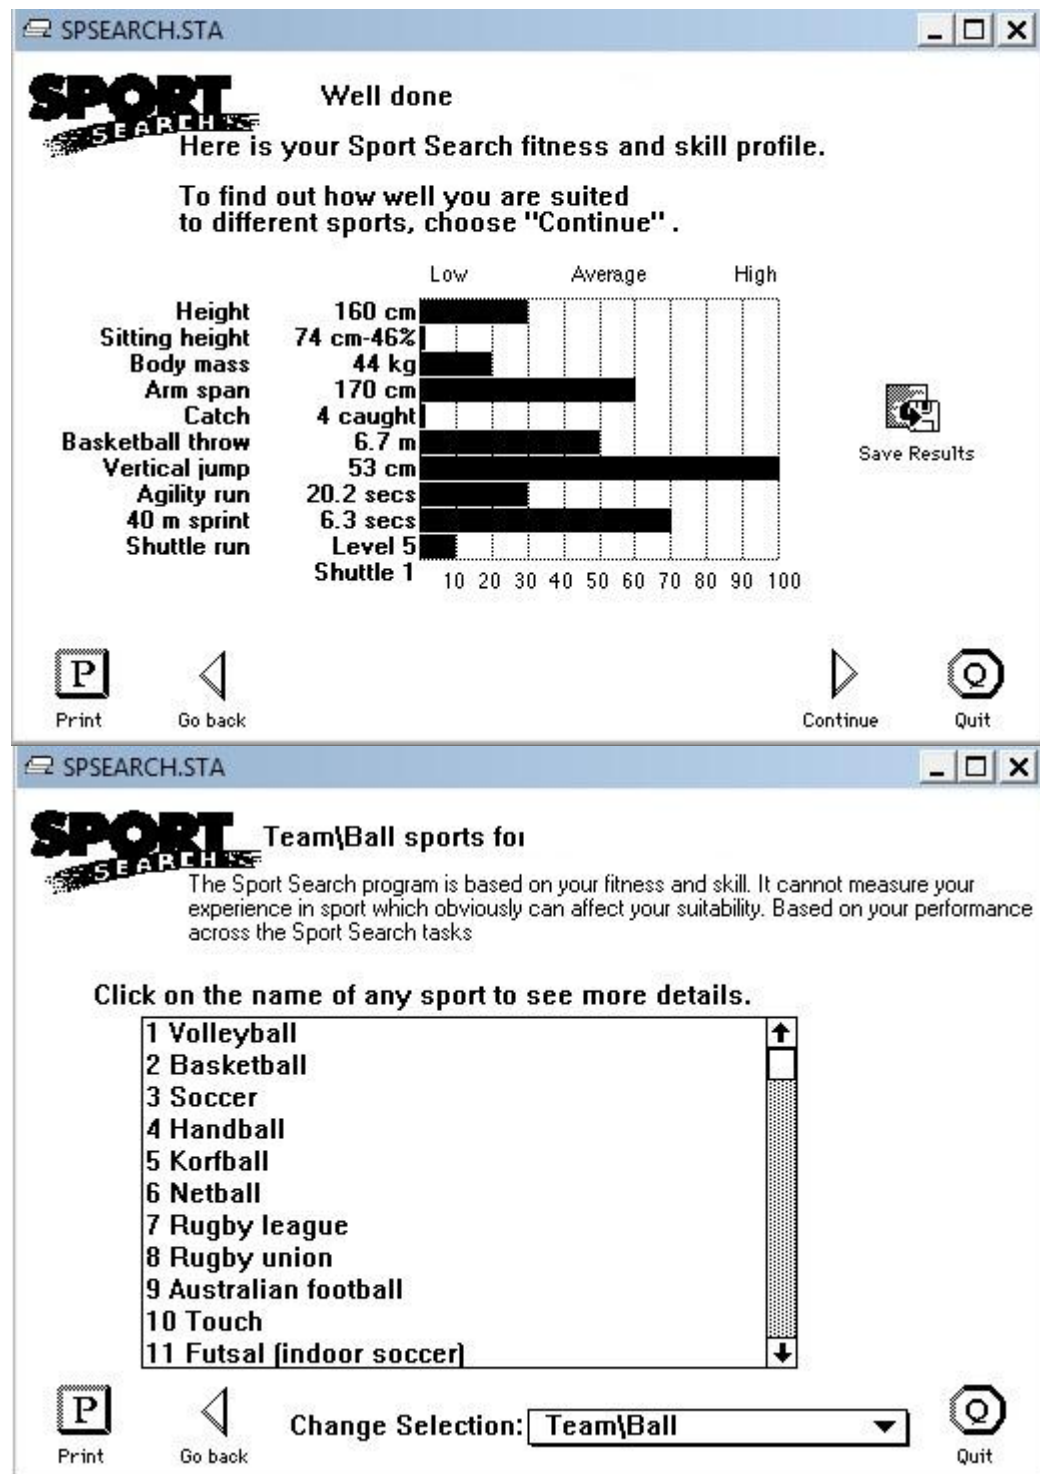 SPSEARCH.STA
SPORT
SEARCH
Well done
Here is your Sport Search fitness and skill profile.
To find out how well you are suited
to different sports, choose "Continue" .
Low Average High
Height 160 cm
Sitting height 74 cm-46%
Body mass 44 kg
Arm span 170 cm
Catch 4 caught
Basketball throw 6.7 m
Vertical jump 53 cm
Agility run 20.2 secs
40 m sprint 6.3 secs
Shuttle run Level 5
Shuttle 1
10 20 30 40 50 60 70 80 90 100
Save Results
P
Print
Go back
Continue
Q
Quit
SPSEARCH.STA
SPORT
SEARCH
Team\Ball sports for
The Sport Search program is based on your fitness and skill. It cannot measure your
experience in sport which obviously can affect your suitability. Based on your performance
across the Sport Search tasks
Click on the name of any sport to see more details.
1 Volleyball
2 Basketball
3 Soccer
4 Handball
5 Korfball
6 Netball
7 Rugby league
8 Rugby union
9 Australian football
10 Touch
11 Futsal (indoor soccer)
P
Print
Go back
Change Selection: Team\Ball
Q
Quit